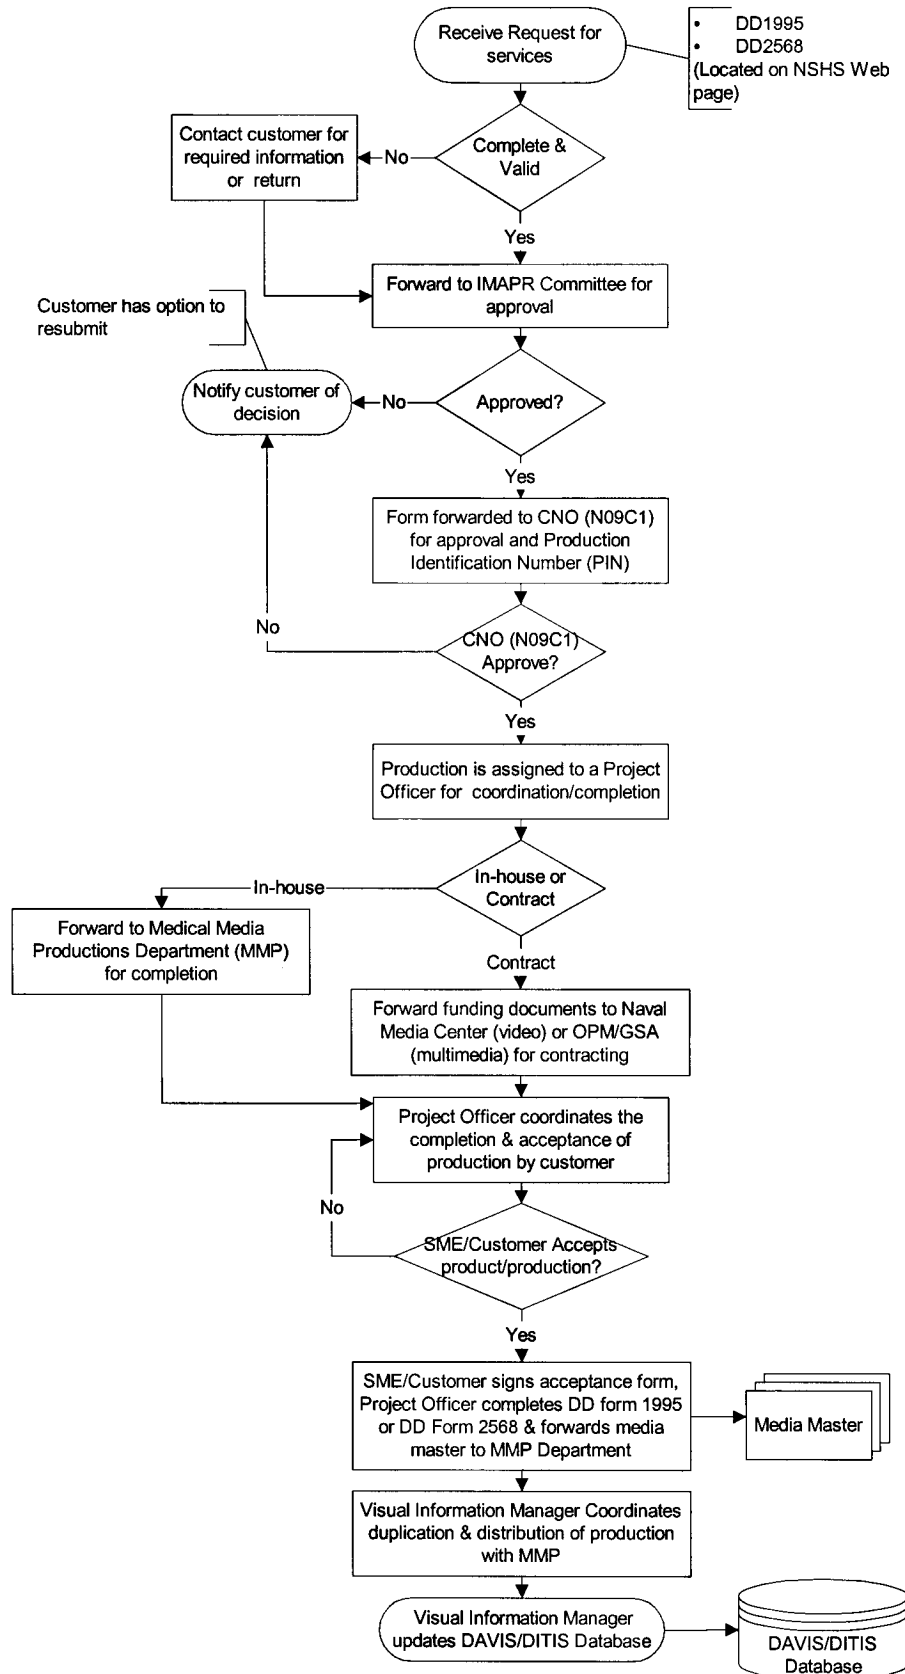 Receive Request for
services
• DD1995
• DD2568
(Located on NSHS Web
page)
Complete &
Valid
No
Contact customer for
required information
or return
Yes
Forward to IMAPR Committee for
approval
Customer has option to
resubmit
Approved?
No
Notify customer of
decision
Yes
Form forwarded to CNO (N09C1)
for approval and Production
Identification Number (PIN)
No
CNO (N09C1)
Approve?
Yes
Production is assigned to a Project
Officer for coordination/completion
In-house or
Contract
In-house
Forward to Medical Media
Productions Department (MMP)
for completion
Contract
Forward funding documents to Naval
Media Center (video) or OPM/GSA
(multimedia) for contracting
Project Officer coordinates the
completion & acceptance of
production by customer
No
SME/Customer Accepts
product/production?
Yes
SME/Customer signs acceptance form,
Project Officer completes DD form 1995
or DD Form 2568 & forwards media
master to MMP Department
Media Master
Visual Information Manager Coordinates
duplication & distribution of production
with MMP
Visual Information Manager
updates DAVIS/DITIS Database
DAVIS/DITIS
Database